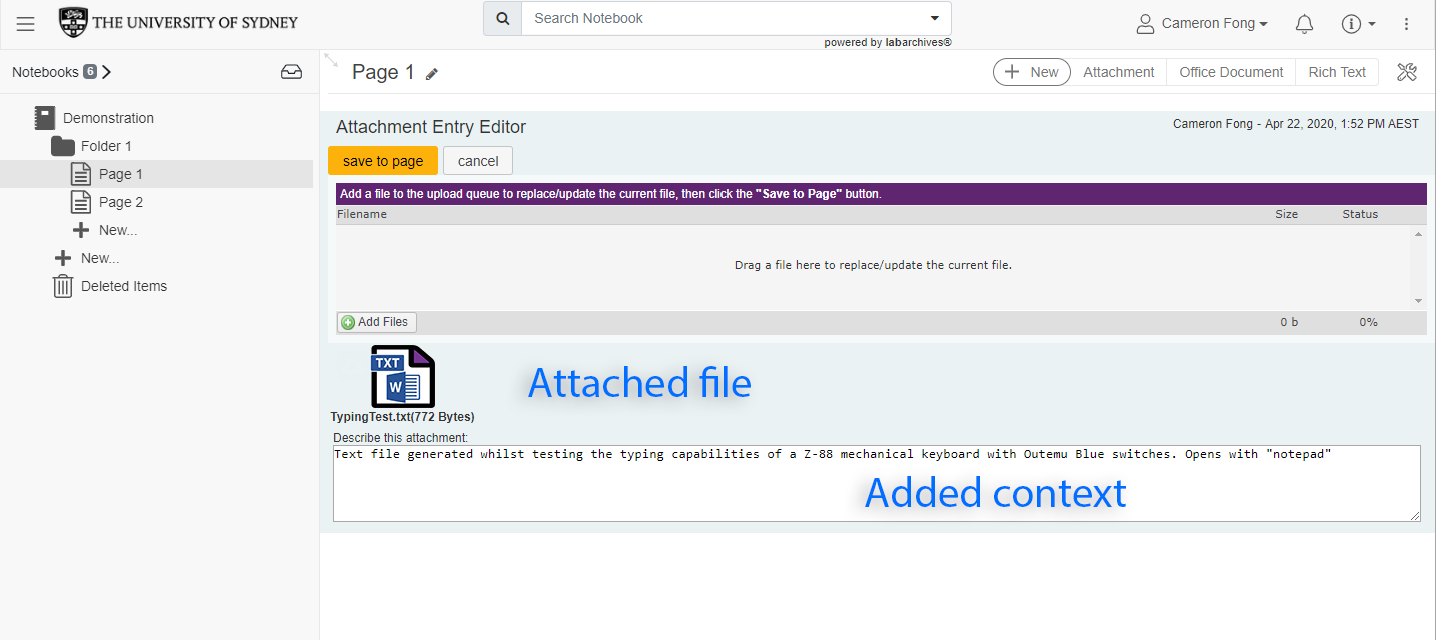 THE UNIVERSITY OF SYDNEY
Search Notebook
Cameron Fong
powered by labarchives®
Notebooks 6
Page 1
New
Attachment
Office Document
Rich Text
Demonstration
Folder 1
Page 1
Page 2
New...
New...
Deleted Items
Attachment Entry Editor
Cameron Fong - Apr 22, 2020, 1:52 PM AEST
save to page
cancel
Add a file to the upload queue to replace/update the current file, then click the "Save to Page" button.
Filename Size Status
Drag a file here to replace/update the current file.
Add Files 0 b 0%
TXT
W
Attached file
TypingTest.txt(772 Bytes)
Describe this attachment:
Text file generated whilst testing the typing capabilities of a Z-88 mechanical keyboard with Outemu Blue switches. Opens with "notepad"
Added context